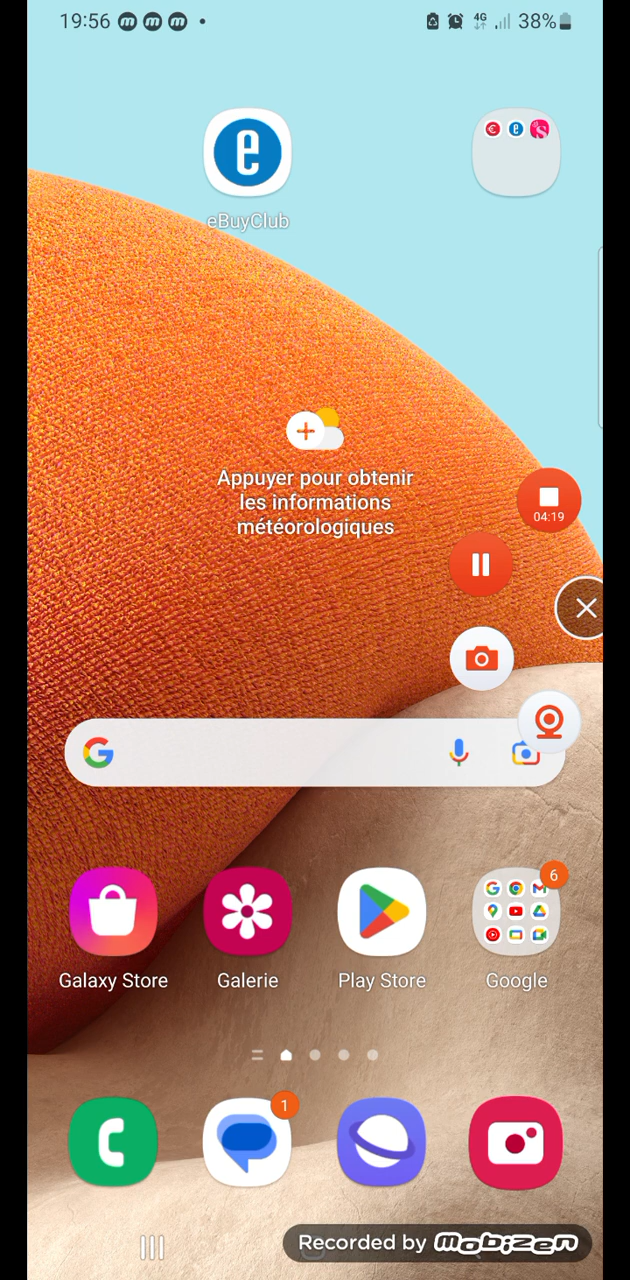 19:56
4G
38%
eBuyClub
Appuyer pour obtenir
les informations
météorologiques
04:19
6
Galaxy Store
Galerie
Play Store
Google
1
Recorded by mobizen